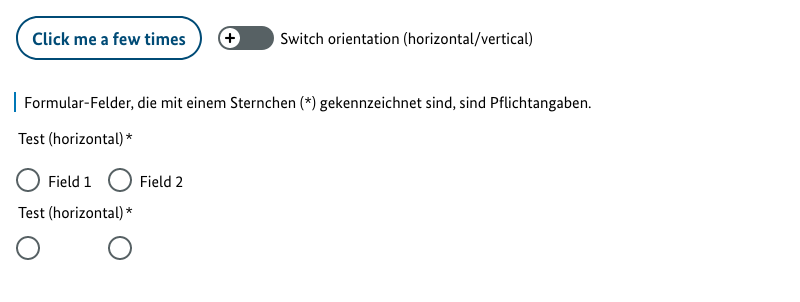 Click me a few times
Switch orientation (horizontal/vertical)
Formular-Felder, die mit einem Sternchen (*) gekennzeichnet sind, sind Pflichtangaben.
Test (horizontal) *
Field 1 Field 2
Test (horizontal) *